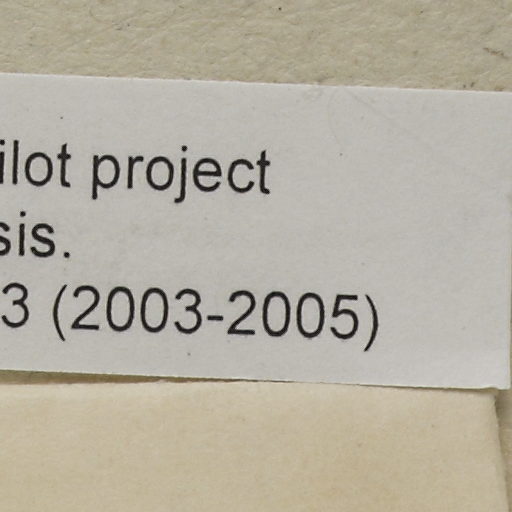 ilot project
sis.
3 (2003-2005)